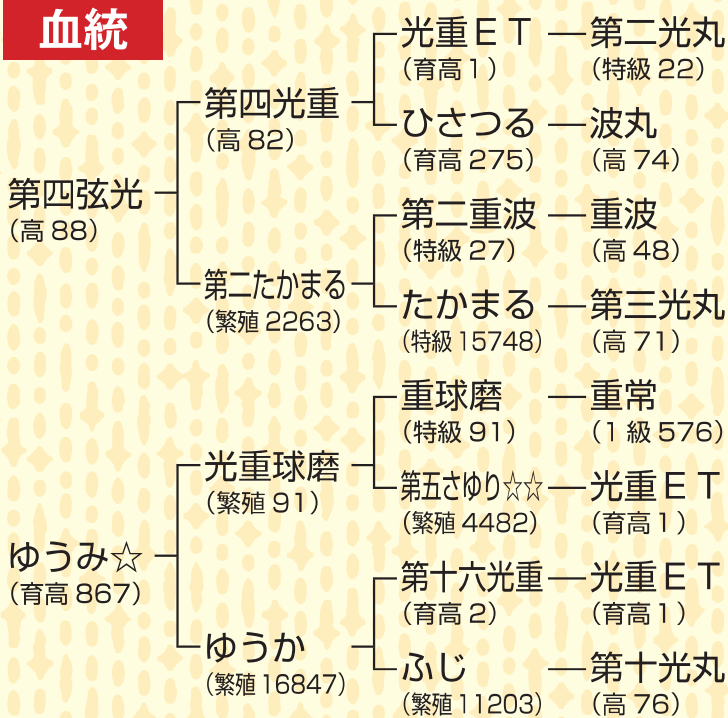 血統
第四弦光
（高 88）
第四光重
（高 82）
光重ＥＴ
（育高 1）
第二光丸
（特級 22）
ひさつる
（育高 275）
波丸
（高 74）
第二たかまる
（繁殖 2263）
第二重波
（特級 27）
重波
（高 48）
たかまる
（特級 15748）
第三光丸
（高 71）
ゆうみ☆
（育高 867）
光重球磨
（繁殖 91）
重球磨
（特級 91）
重常
（1 級 576）
第五さゆり☆☆
（繁殖 4482）
光重ＥＴ
（育高 1）
ゆうか
（繁殖 16847）
第十六光重
（育高 2）
光重ＥＴ
（育高 1）
ふじ
（繁殖 11203）
第十光丸
（高 76）